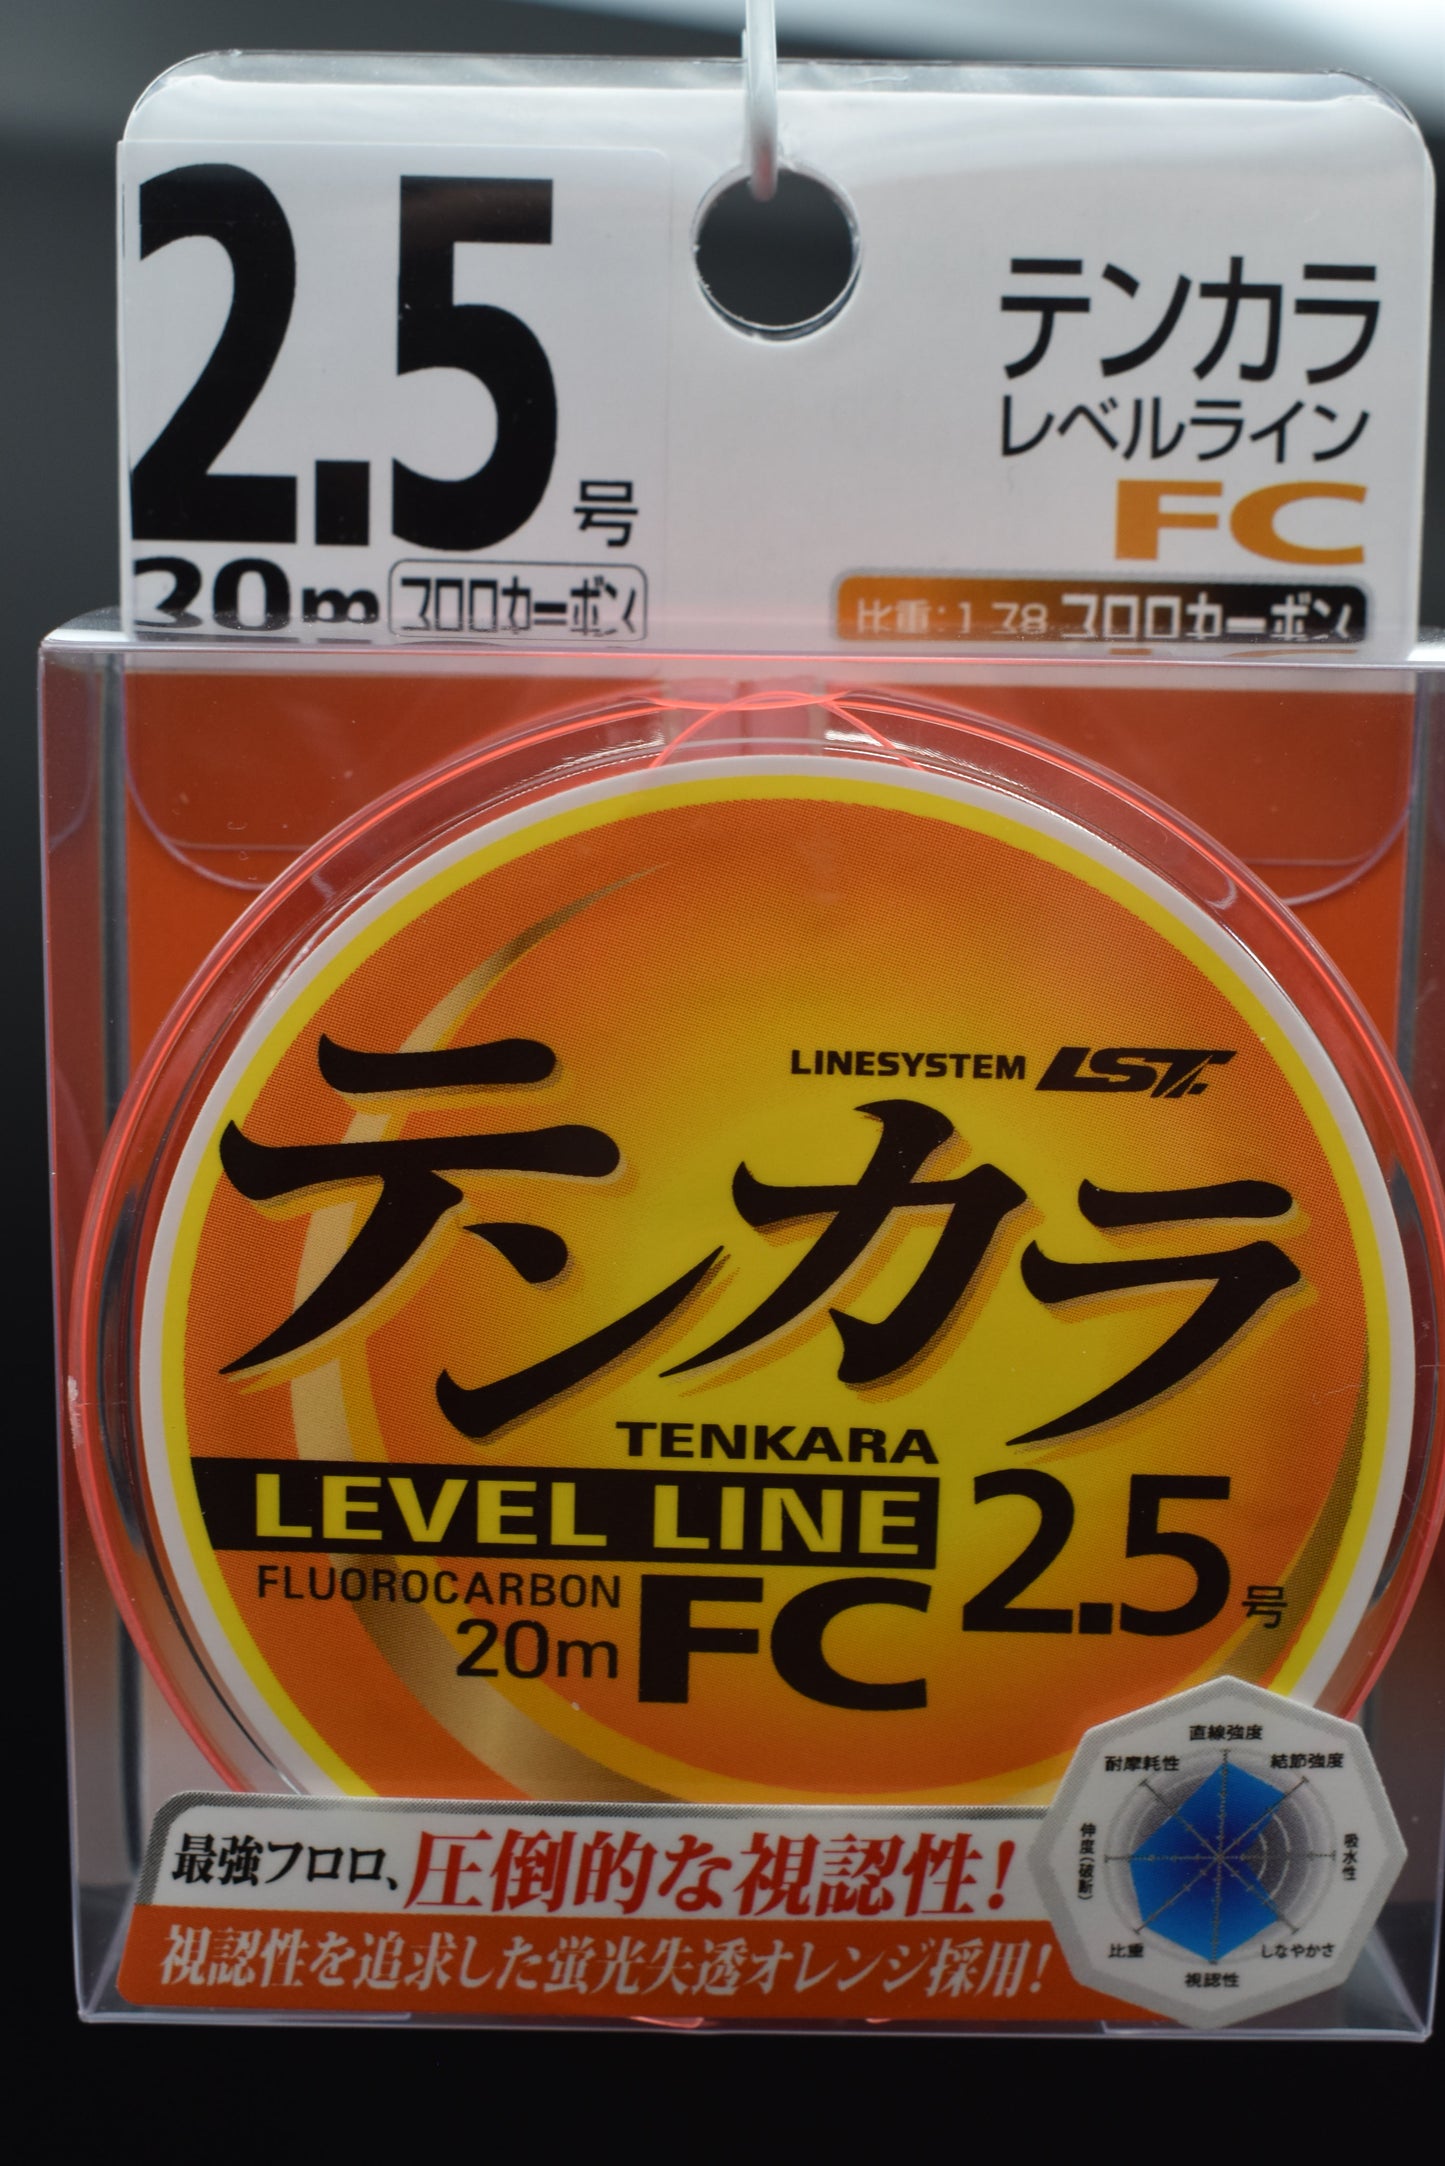 2.5号
30m フロロカーボン
テンカラ
レベルライン
FC
比重:1.78 フロロカーボン
LINESYSTEM LST.
テンカラ
TENKARA
LEVEL LINE
FLUOROCARBON
20m
FC
2.5号
最強フロロ、圧倒的な視認性!
視認性を追求した蛍光失透オレンジ採用!
直線強度
耐摩耗性
結節強度
伸度(破断)
吸水性
比重
しなやかさ
視認性